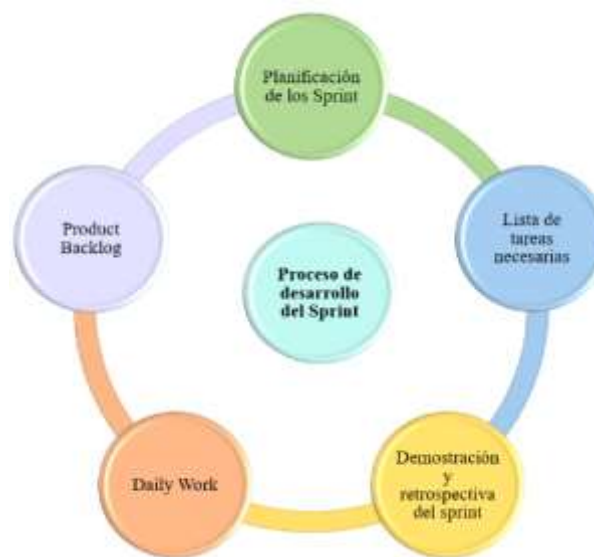 Planificación
de los Sprint
Product
Backlog
Lista de
tareas
necesarias
Proceso de
desarrollo
del Sprint
Daily Work
Demostración
y
retrospectiva
del sprint